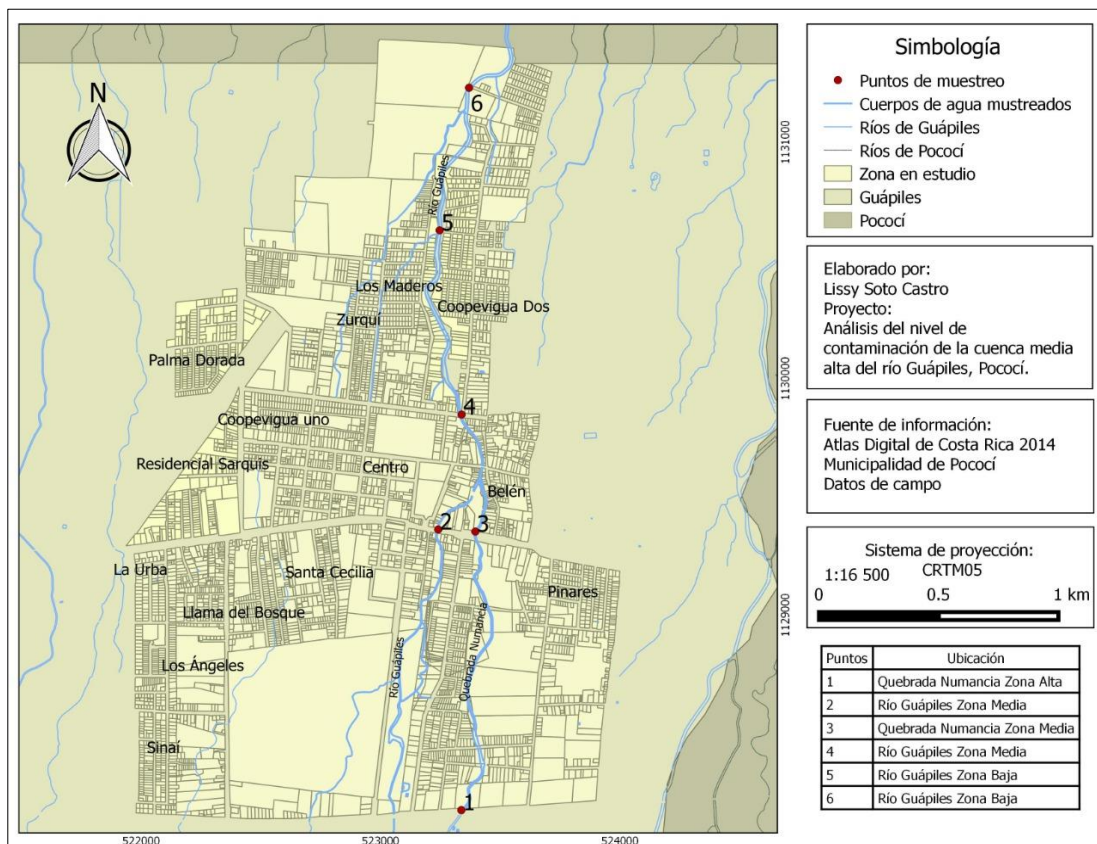 N
6
Río Guápiles
5
Los Maderos
Coopevigua Dos
Zurquí
Palma Dorada
4
Coopevigua uno
Residencial Sarquis
Centro
Belén
2
3
La Urba
Santa Cecilia
Pinares
Llama del Bosque
Quebrada Numancia
Río Guápiles
Los Ángeles
Sinaí
1
522000
523000
524000
1131000
1130000
1129000
Simbología
Puntos de muestreo
Cuerpos de agua mustreados
Ríos de Guápiles
Ríos de Pococí
Zona en estudio
Guápiles
Pococí
Elaborado por:
Lissy Soto Castro
Proyecto:
Análisis del nivel de
contaminación de la cuenca media
alta del río Guápiles, Pococí.
Fuente de información:
Atlas Digital de Costa Rica 2014
Municipalidad de Pococí
Datos de campo
Sistema de proyección:
CRTM05
1:16 500
0 0.5 1 km
Puntos Ubicación
1 Quebrada Numancia Zona Alta
2 Río Guápiles Zona Media
3 Quebrada Numancia Zona Media
4 Río Guápiles Zona Media
5 Río Guápiles Zona Baja
6 Río Guápiles Zona Baja